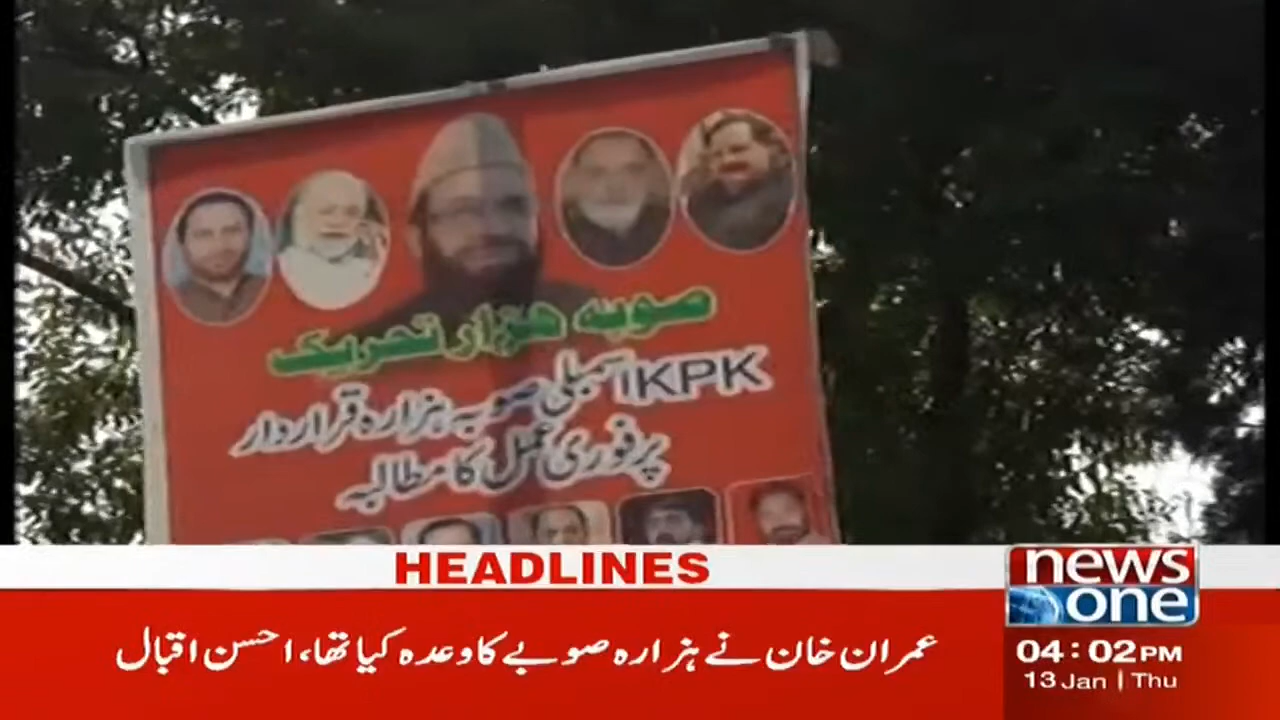 صوبہ ہزارہ تحریک
KPK اسمبلی صوبہ ہزارہ قراردار
پر فوری عمل کا مطالبہ
HEADLINES
عمران خان نے ہزارہ صوبے کا وعدہ کیا تھا، احسن اقبال
news
one
04:02PM
13 Jan | Thu